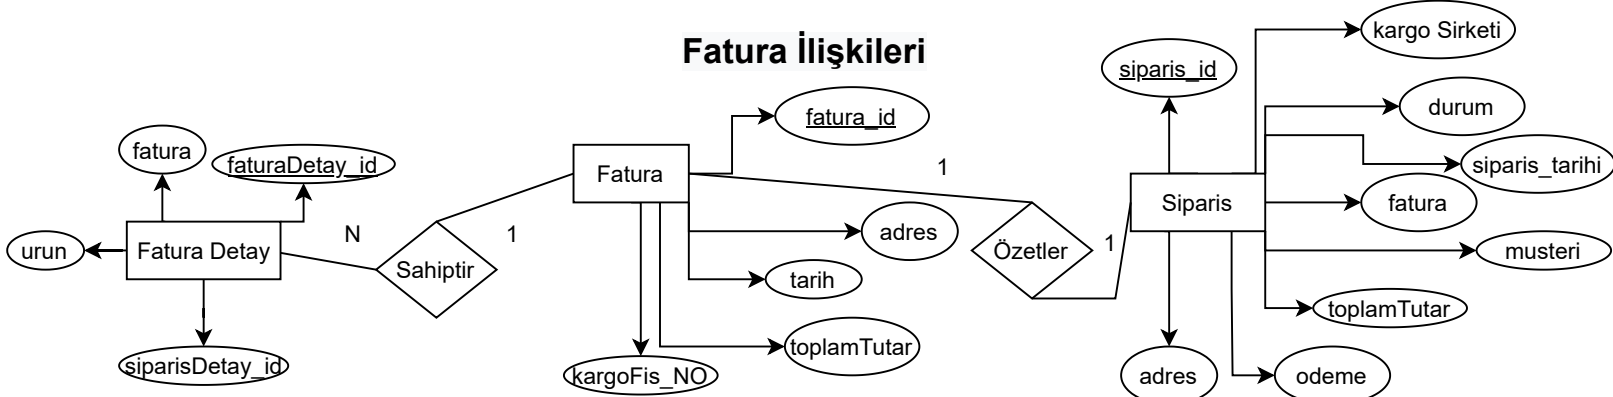 Fatura İlişkileri
fatura
faturaDetay_id
urun
Fatura Detay
siparisDetay_id
N
Sahiptir
1
Fatura
fatura_id
adres
tarih
toplamTutar
kargoFis_NO
1
Özetler
1
Siparis
siparis_id
kargo Sirketi
durum
siparis_tarihi
fatura
musteri
toplamTutar
odeme
adres